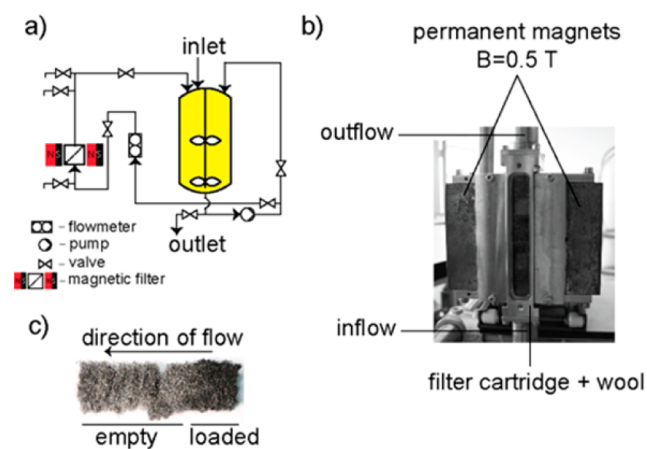 a)
inlet
N S
N S
outlet
flowmeter
pump
valve
N S
N S
magnetic filter
b)
permanent magnets
B=0.5 T
outflow
inflow
filter cartridge + wool
c)
direction of flow
empty
loaded